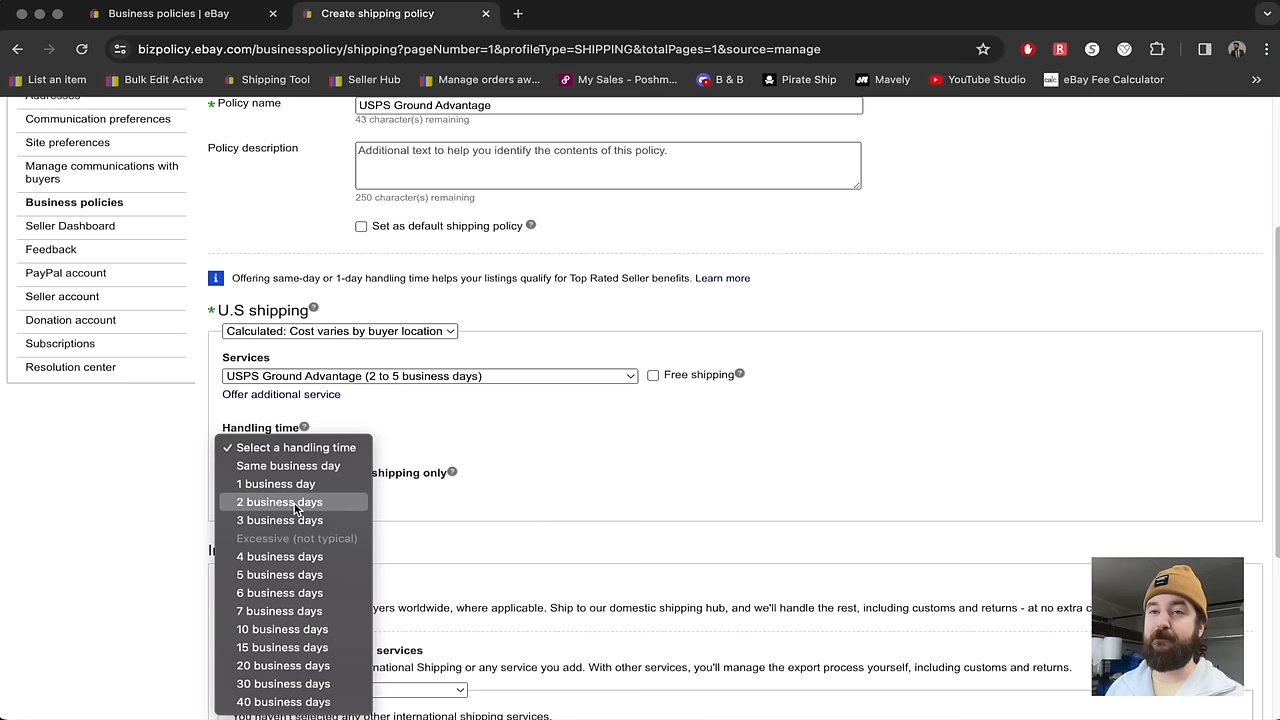 Business policies | eBay
Create shipping policy
bizpolicy.ebay.com/businesspolicy/shipping?pageNumber=1&profileType=SHIPPING&totalPages=1&source=manage
List an item
Bulk Edit Active
Shipping Tool
Seller Hub
Manage orders aw...
My Sales - Poshm...
B & B
Pirate Ship
Mavely
YouTube Studio
eBay Fee Calculator
Addresses
Communication preferences
Site preferences
Manage communications with
buyers
Business policies
Seller Dashboard
Feedback
PayPal account
Seller account
Donation account
Subscriptions
Resolution center
* Policy name
USPS Ground Advantage
43 character(s) remaining
Policy description
Additional text to help you identify the contents of this policy.
250 character(s) remaining
Set as default shipping policy
Offering same-day or 1-day handling time helps your listings qualify for Top Rated Seller benefits. Learn more
* U.S shipping
Calculated: Cost varies by buyer location
Services
USPS Ground Advantage (2 to 5 business days)
Free shipping
Offer additional service
Handling time
✓ Select a handling time
Same business day
1 business day
2 business days
3 business days
Excessive (not typical)
4 business days
5 business days
6 business days
7 business days
10 business days
15 business days
20 business days
30 business days
40 business days
shipping only
yers worldwide, where applicable. Ship to our domestic shipping hub, and we'll handle the rest, including customs and returns - at no extra c
services
national Shipping or any service you add. With other services, you'll manage the export process yourself, including customs and returns.
You haven't selected any other international shipping services.